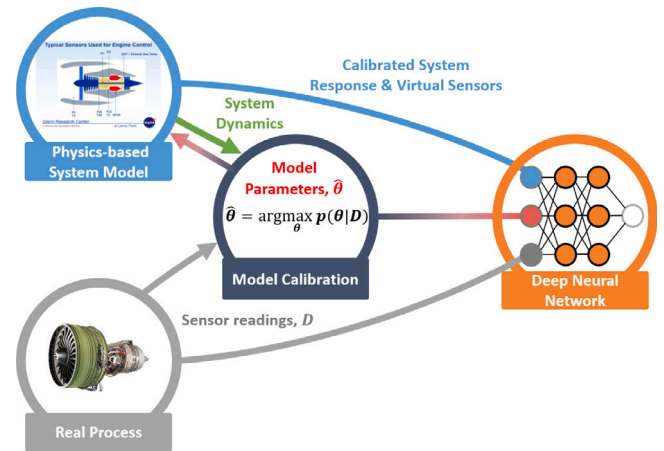 Typical Sensors Used for Engine Control
Calibrated System
Response & Virtual Sensors
System
Dynamics
Glenn Research Center
Physics-based
System Model
Model
Parameters, θ̂
θ̂ = argmax p(θ|D)
θ
Model Calibration
Deep Neural
Network
Sensor readings, D
Real Process